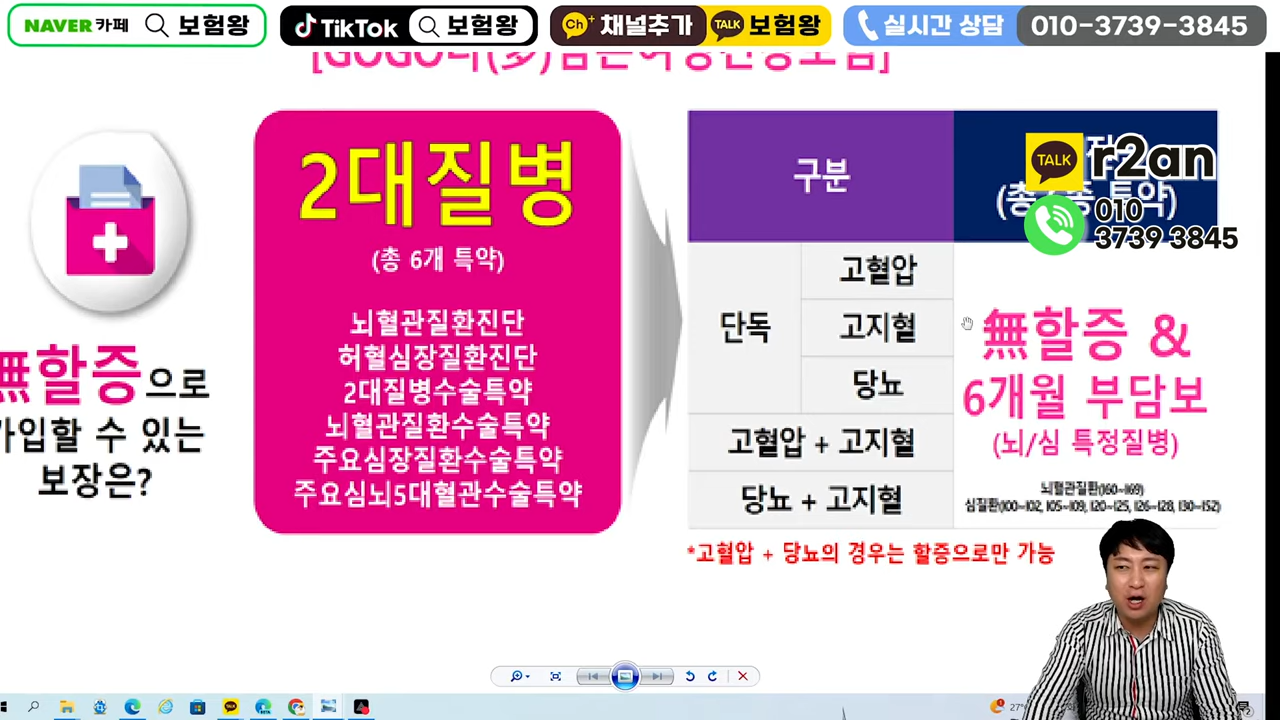 NAVER 카페 보험왕
TikTok 보험왕
Ch+ 채널추가 TALK 보험왕
실시간 상담 010-3739-3845
TALK r2an
010
3739 3845
無할증으로
가입할 수 있는
보장은?
2대질병
(총 6개 특약)
뇌혈관질환진단
허혈심장질환진단
2대질병수술특약
뇌혈관질환수술특약
주요심장질환수술특약
주요심뇌5대혈관수술특약
구분
단독
고혈압
고지혈
당뇨
고혈압 + 고지혈
당뇨 + 고지혈
無할증 &
6개월 부담보
(뇌/심 특정질병)
뇌혈관질환(I60~I69)
심질환(I00~I02, I05~I09, I20~I25, I26~I28, I30~I52)
*고혈압 + 당뇨의 경우는 할증으로만 가능
27°